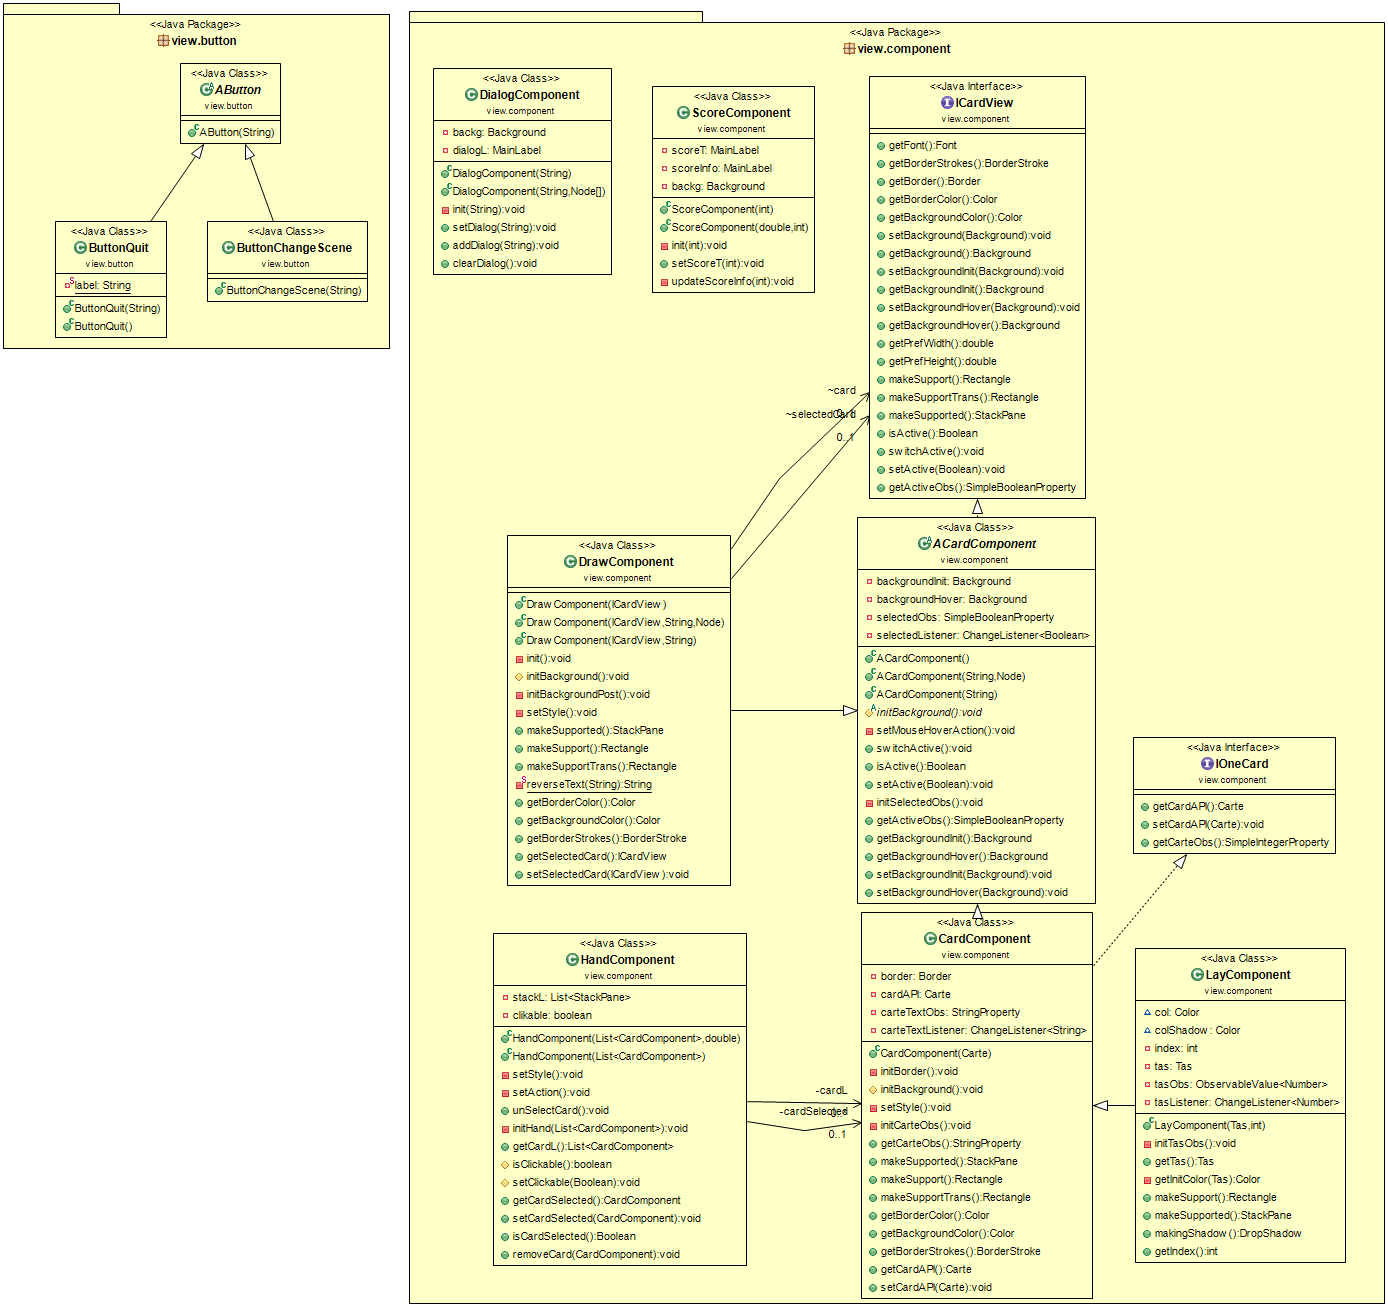 <<Java Package>>
view.button
<<Java Class>>
AButton
view.button
AButton(String)
<<Java Class>>
ButtonQuit
view.button
label: String
ButtonQuit(String)
ButtonQuit()
<<Java Class>>
ButtonChangeScene
view.button
ButtonChangeScene(String)
<<Java Package>>
view.component
<<Java Class>>
DialogComponent
view.component
backg: Background
dialogL: MainLabel
DialogComponent(String)
DialogComponent(String,Node[])
init(String):void
setDialog(String):void
addDialog(String):void
clearDialog():void
<<Java Class>>
ScoreComponent
view.component
scoreT: MainLabel
scoreInfo: MainLabel
backg: Background
ScoreComponent(int)
ScoreComponent(double,int)
init(int):void
setScoreT(int):void
updateScoreInfo(int):void
<<Java Interface>>
ICardView
view.component
getFont():Font
getBorderStrokes():BorderStroke
getBorder():Border
getBorderColor():Color
getBackgroundColor():Color
setBackground(Background):void
getBackground():Background
setBackgroundInit(Background):void
getBackgroundInit():Background
setBackgroundHover(Background):void
getBackgroundHover():Background
getPrefWidth():double
getPrefHeight():double
makeSupport():Rectangle
makeSupportTrans():Rectangle
makeSupported():StackPane
isActive():Boolean
switchActive():void
setActive(Boolean):void
getActiveObs():SimpleBooleanProperty
~card
0..1
~selectedCard
0..1
<<Java Class>>
DrawComponent
view.component
DrawComponent(ICardView)
DrawComponent(ICardView,String,Node)
DrawComponent(ICardView,String)
init():void
initBackground():void
initBackgroundPost():void
setStyle():void
makeSupported():StackPane
makeSupport():Rectangle
makeSupportTrans():Rectangle
reverseText(String):String
getBorderColor():Color
getBackgroundColor():Color
getBorderStrokes():BorderStroke
getSelectedCard():ICardView
setSelectedCard(ICardView):void
<<Java Class>>
ACardComponent
view.component
backgroundInit: Background
backgroundHover: Background
selectedObs: SimpleBooleanProperty
selectedListener: ChangeListener<Boolean>
ACardComponent()
ACardComponent(String,Node)
ACardComponent(String)
initBackground():void
setMouseHoverAction():void
switchActive():void
isActive():Boolean
setActive(Boolean):void
initSelectedObs():void
getActiveObs():SimpleBooleanProperty
getBackgroundInit():Background
getBackgroundHover():Background
setBackgroundInit(Background):void
setBackgroundHover(Background):void
<<Java Interface>>
IOneCard
view.component
getCardAPI():Carte
setCardAPI(Carte):void
getCarteObs():SimpleIntegerProperty
<<Java Class>>
HandComponent
view.component
stackL: List<StackPane>
clikable: boolean
HandComponent(List<CardComponent>,double)
HandComponent(List<CardComponent>)
setStyle():void
setAction():void
unSelectCard():void
initHand(List<CardComponent>):void
getCardL():List<CardComponent>
isClickable():boolean
setClickable(Boolean):void
getCardSelected():CardComponent
setCardSelected(CardComponent):void
isCardSelected():Boolean
removeCard(CardComponent):void
-cardL
-cardSelected
0..1
<<Java Class>>
CardComponent
view.component
border: Border
cardAPI: Carte
carteTextObs: StringProperty
carteTextListener: ChangeListener<String>
CardComponent(Carte)
initBorder():void
initBackground():void
setStyle():void
initCarteObs():void
getCarteObs():StringProperty
makeSupported():StackPane
makeSupport():Rectangle
makeSupportTrans():Rectangle
getBorderColor():Color
getBackgroundColor():Color
getBorderStrokes():BorderStroke
getCardAPI():Carte
setCardAPI(Carte):void
<<Java Class>>
LayComponent
view.component
col: Color
colShadow: Color
index: int
tas: Tas
tasObs: ObservableValue<Number>
tasListener: ChangeListener<Number>
LayComponent(Tas,int)
initTasObs():void
getTas():Tas
getInitColor(Tas):Color
makeSupport():Rectangle
makeSupported():StackPane
makingShadow():DropShadow
getIndex():int